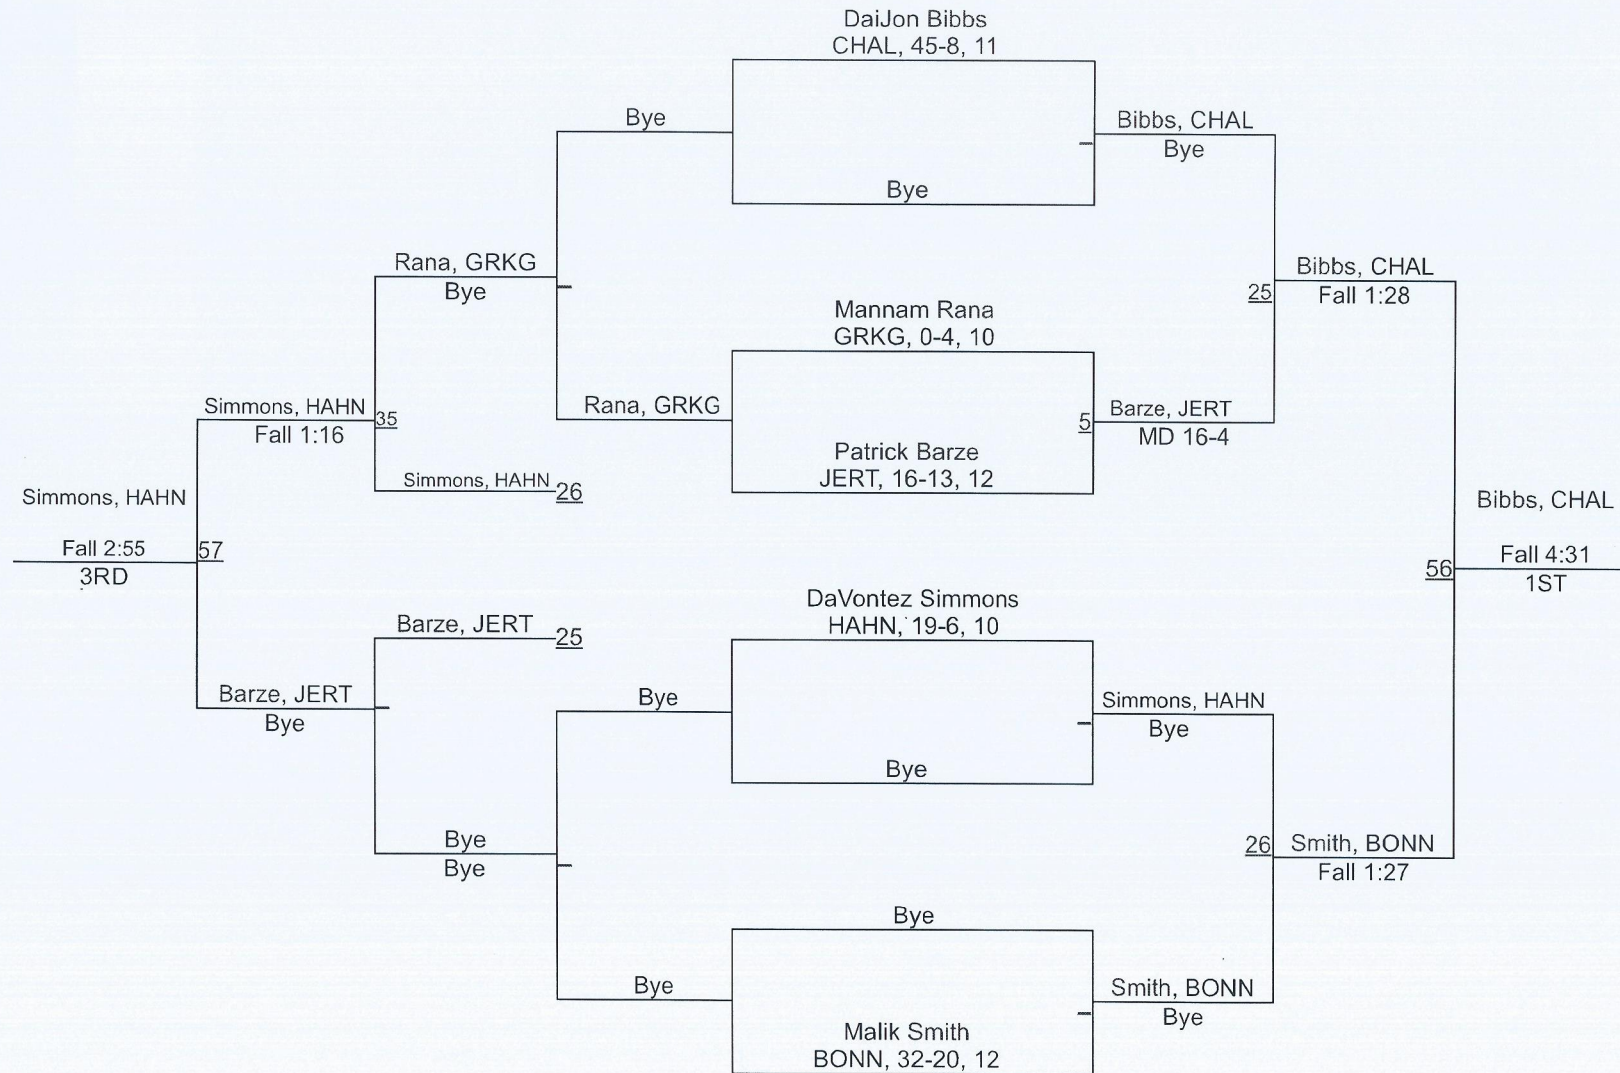 DaiJon Bibbs
CHAL, 45-8, 11
Bye
Bibbs, CHAL
Bye
Bye
Rana, GRKG
Bye
Bibbs, CHAL
25
Fall 1:28
Mannam Rana
GRKG, 0-4, 10
Simmons, HAHN
35
Fall 1:16
Rana, GRKG
5
Barze, JERT
MD 16-4
Patrick Barze
JERT, 16-13, 12
Simmons, HAHN
26
Simmons, HAHN
Bibbs, CHAL
Fall 2:55
57
3RD
56
Fall 4:31
1ST
DaVontez Simmons
HAHN, 19-6, 10
Barze, JERT
25
Barze, JERT
Bye
Bye
Simmons, HAHN
Bye
Bye
Bye
Bye
26
Smith, BONN
Fall 1:27
Bye
Bye
Smith, BONN
Bye
Malik Smith
BONN, 32-20, 12